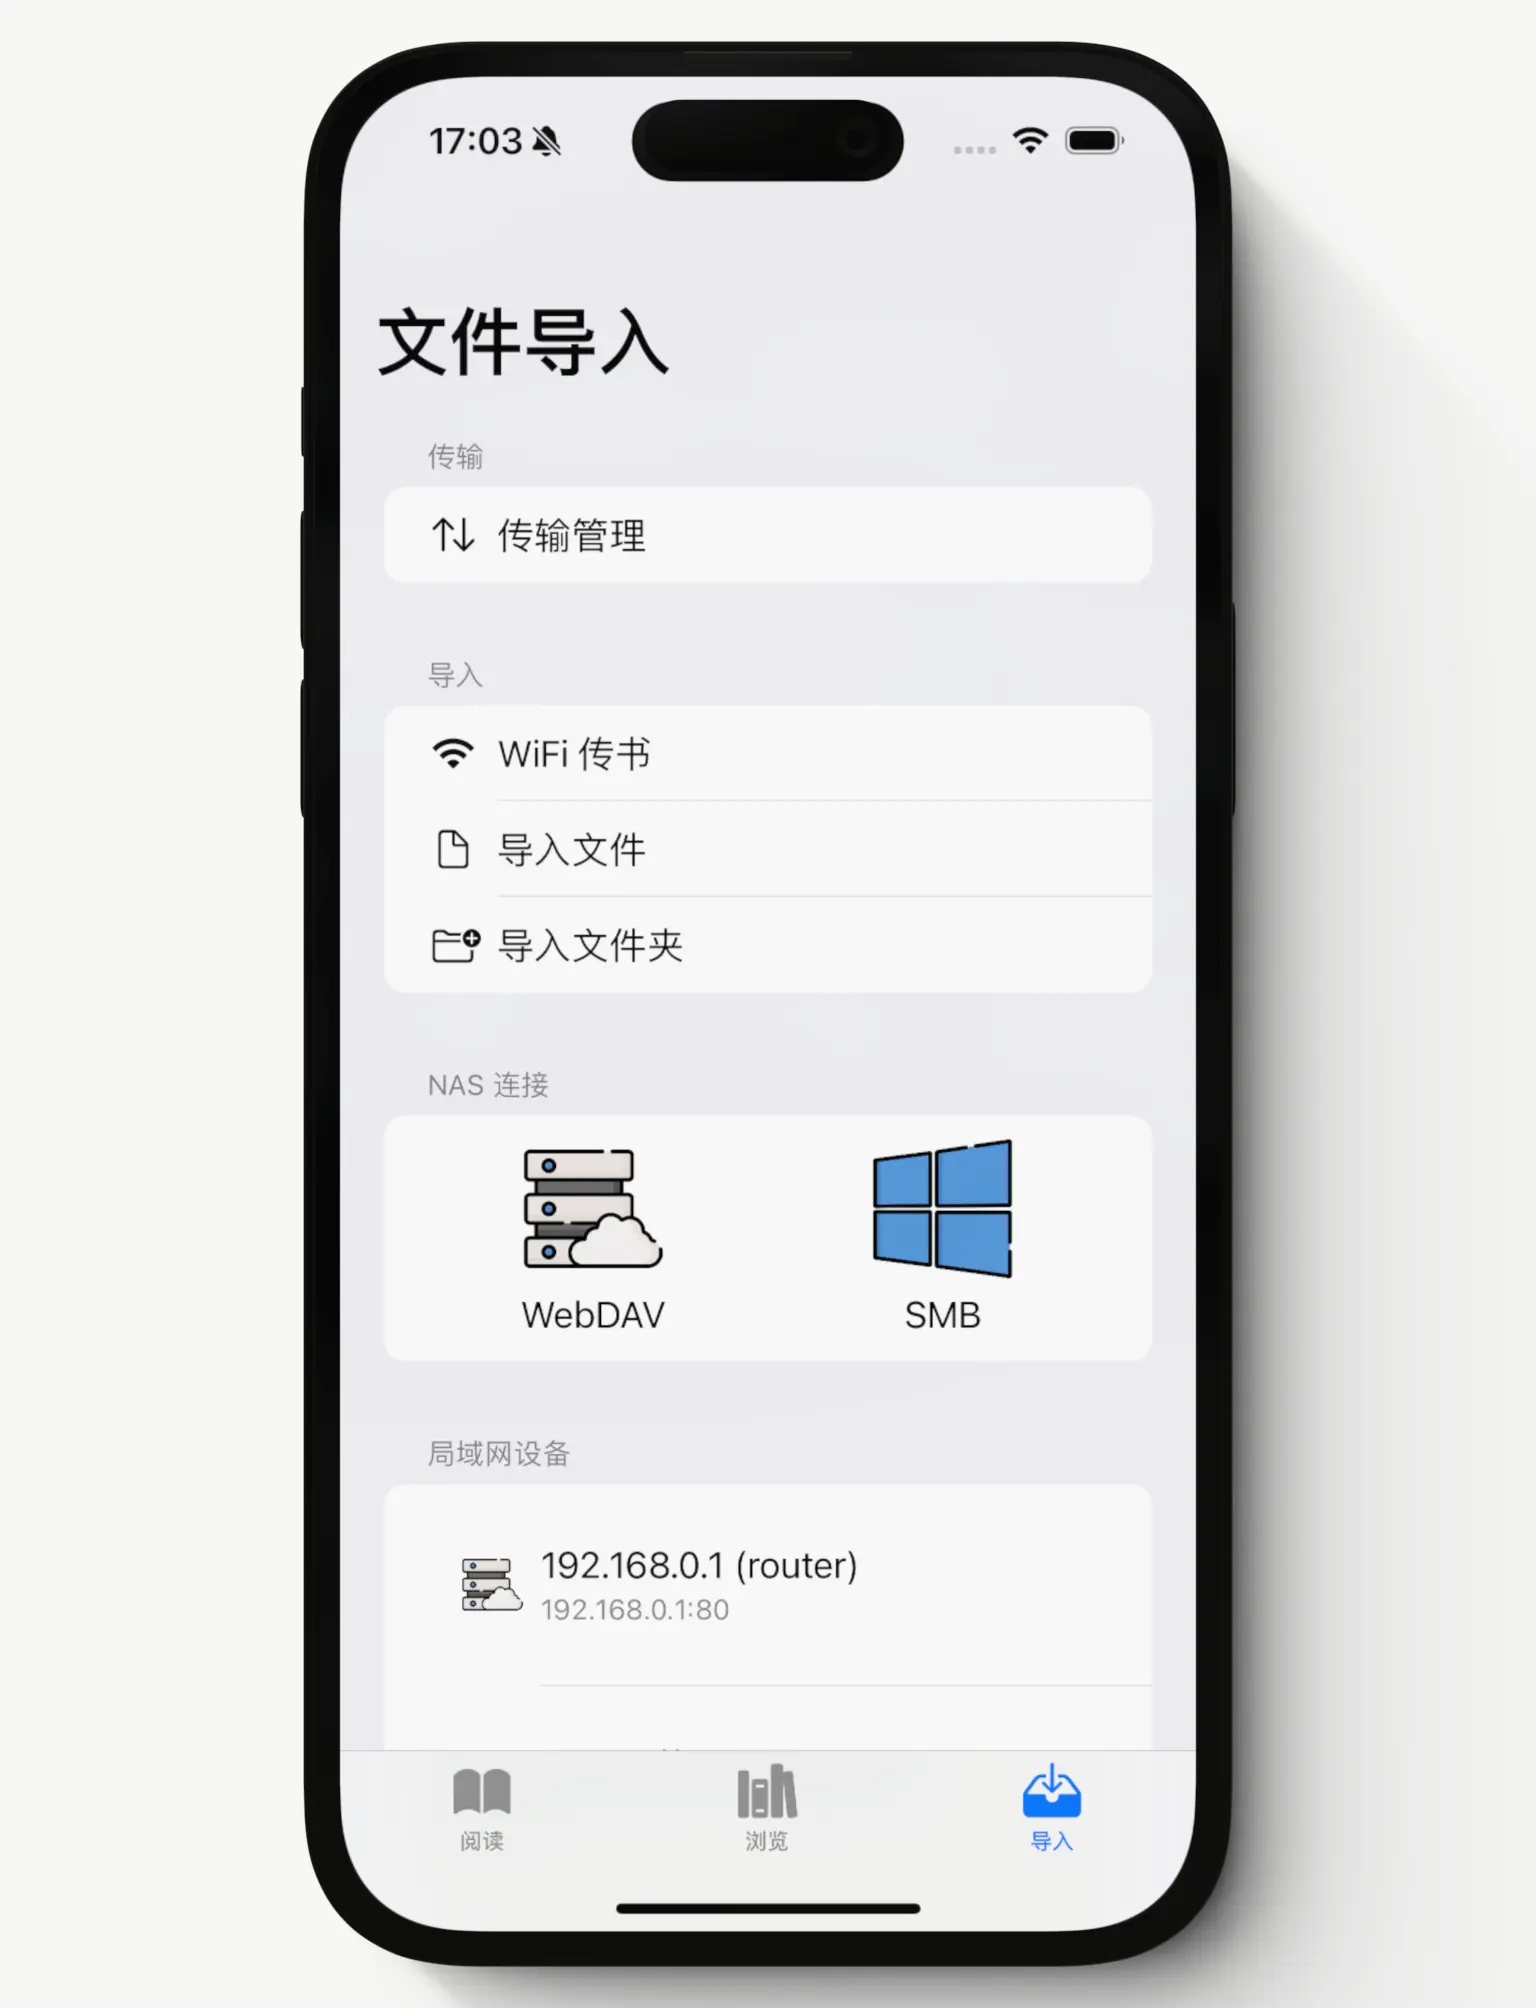 17:03
文件导入
传输
传输管理
导入
WiFi 传书
导入文件
导入文件夹
NAS 连接
WebDAV
SMB
局域网设备
192.168.0.1 (router)
192.168.0.1:80
阅读
浏览
导入